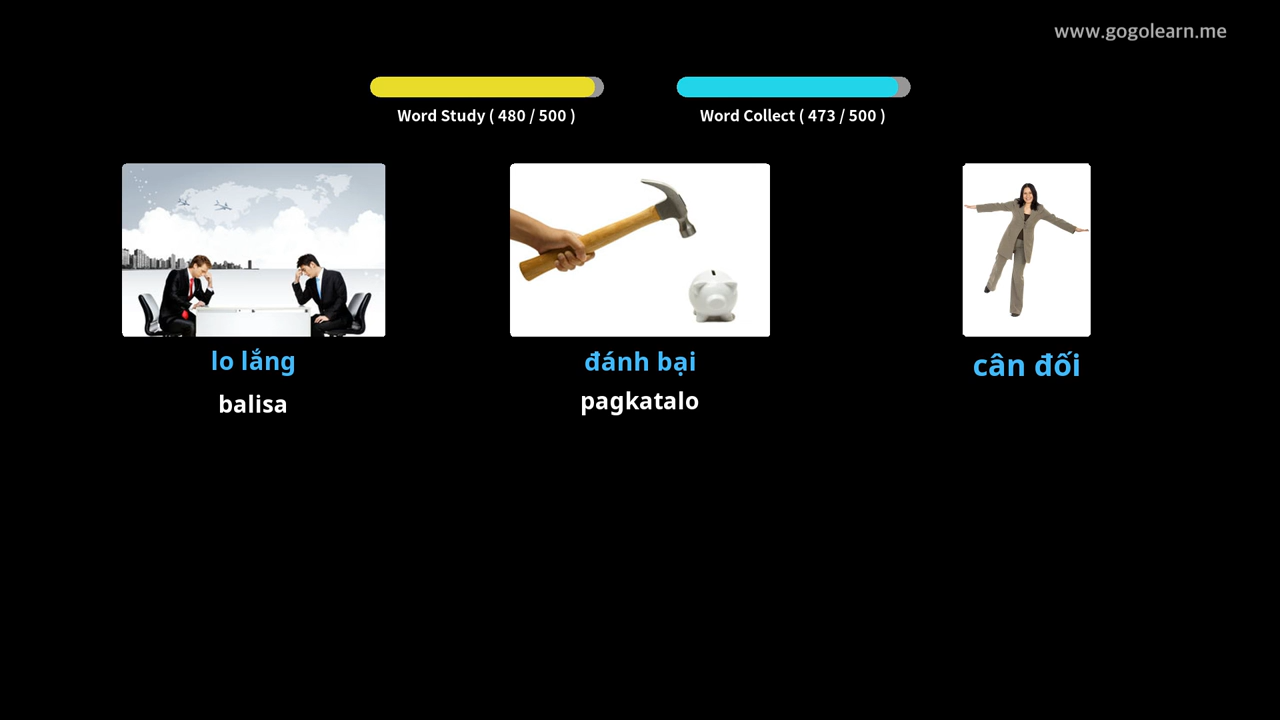 www.gogolearn.me
Word Study ( 480 / 500 )
Word Collect ( 473 / 500 )
lo lắng
balisa
đánh bại
pagkatalo
cân đối